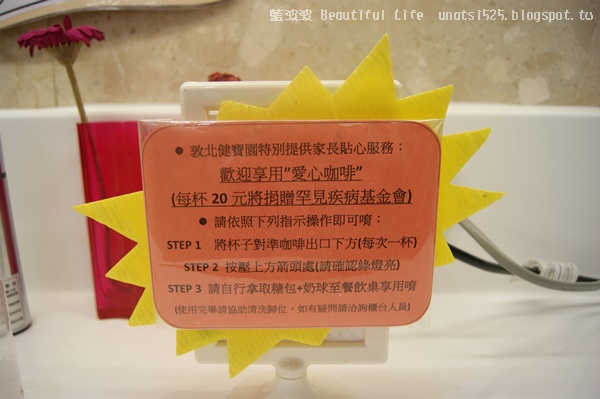 藍波波 Beautiful Life  unatsi525.blogspot.tw
● 敦北健寶園特別提供家長貼心服務：
歡迎享用"愛心咖啡"
(每杯 20 元將捐贈罕見疾病基金會)
● 請依照下列指示操作即可唷：
STEP 1 將杯子對準咖啡出口下方(每次一杯)
STEP 2 按壓上方箭頭處(請確認綠燈亮)
STEP 3 請自行拿取糖包+奶球至餐飲桌享用唷
(使用完畢請協助清洗歸位，如有疑問請洽詢櫃台人員)